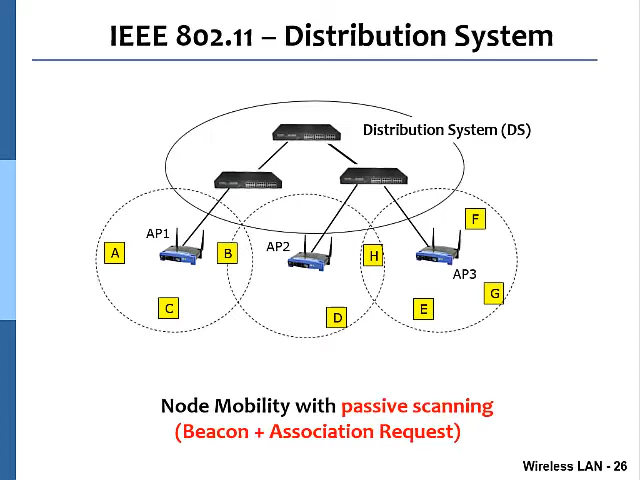 IEEE 802.11 – Distribution System
Distribution System (DS)
AP1
AP2
AP3
A
B
C
D
H
F
G
E
Node Mobility with passive scanning
(Beacon + Association Request)
Wireless LAN - 26